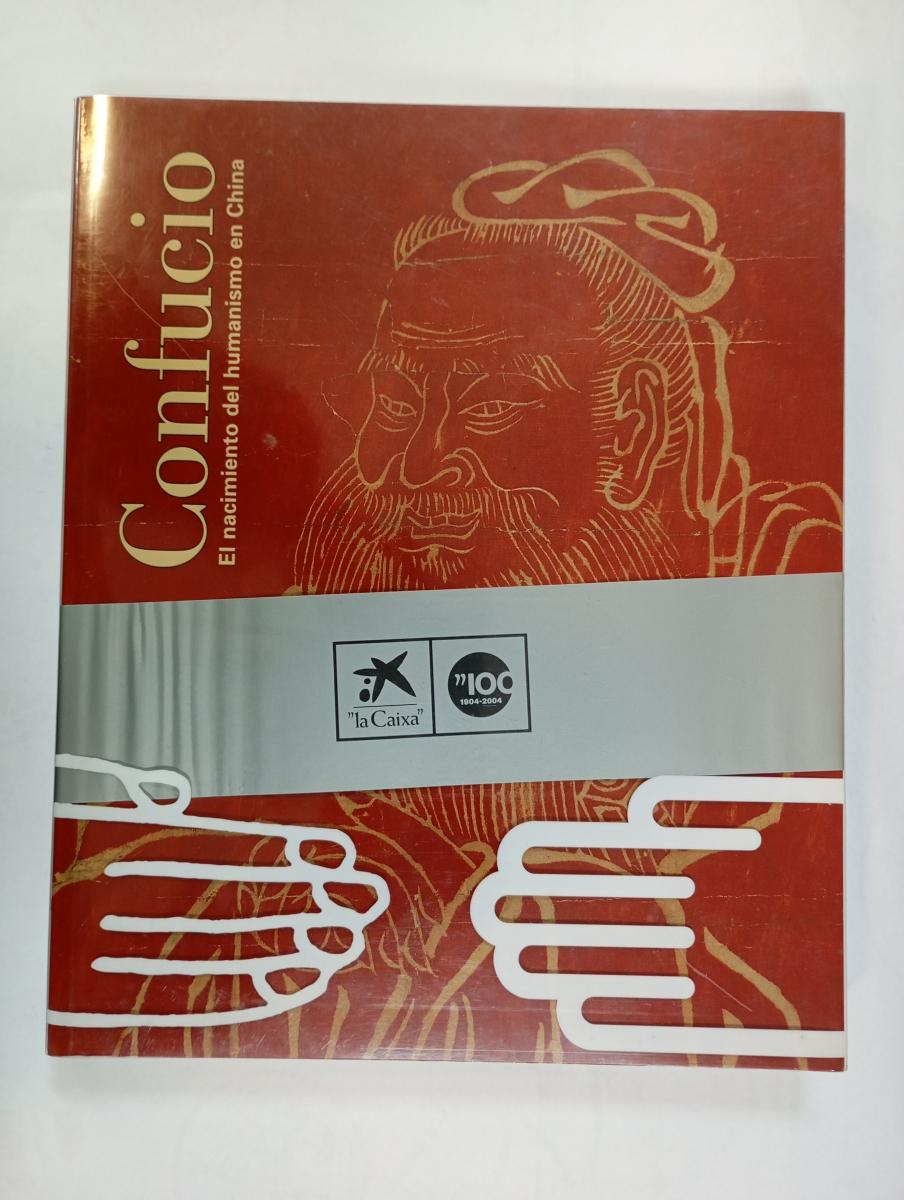 Confucio
El nacimiento del humanismo en China
"la Caixa"
"100
1904-2004